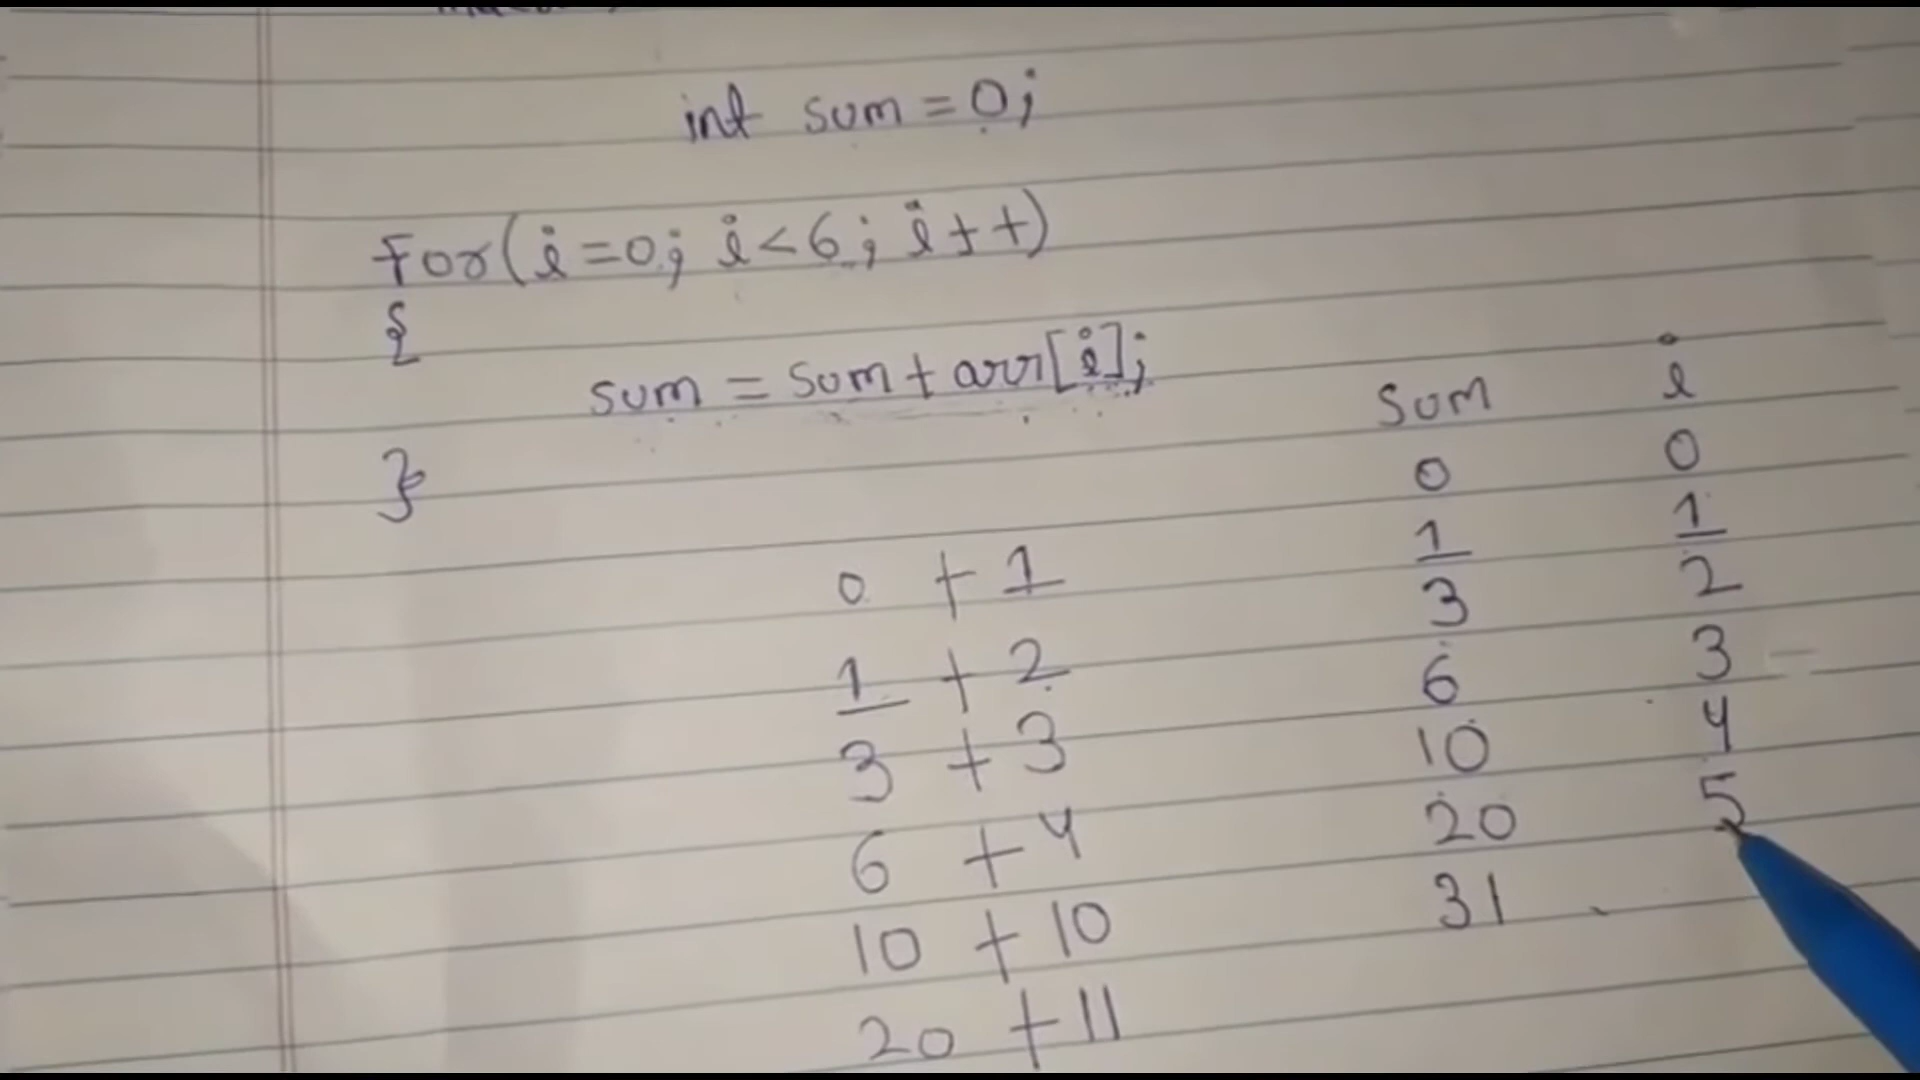 int sum = 0;
For(i=0; i<6; i++)
{
sum = sum + arr[i];
}
sum i
0 0
1 1
3 2
6 3
10 4
20 5
31
0 + 1
1 + 2
3 + 3
6 + 4
10 + 10
20 + 11